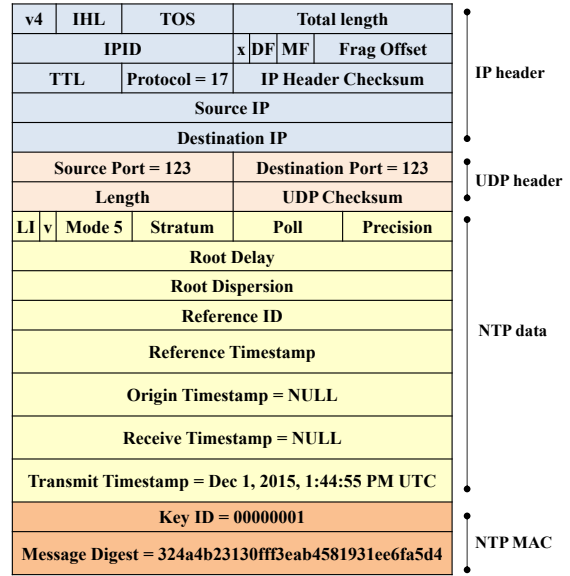 v4 IHL TOS Total length
IPID x DF MF Frag Offset
TTL Protocol = 17 IP Header Checksum
IP header
Source IP
Destination IP
Source Port = 123 Destination Port = 123
UDP header
Length UDP Checksum
LI v Mode 5 Stratum Poll Precision
Root Delay
Root Dispersion
Reference ID
NTP data
Reference Timestamp
Origin Timestamp = NULL
Receive Timestamp = NULL
Transmit Timestamp = Dec 1, 2015, 1:44:55 PM UTC
Key ID = 00000001
NTP MAC
Message Digest = 324a4b23130fff3eab4581931ee6fa5d4